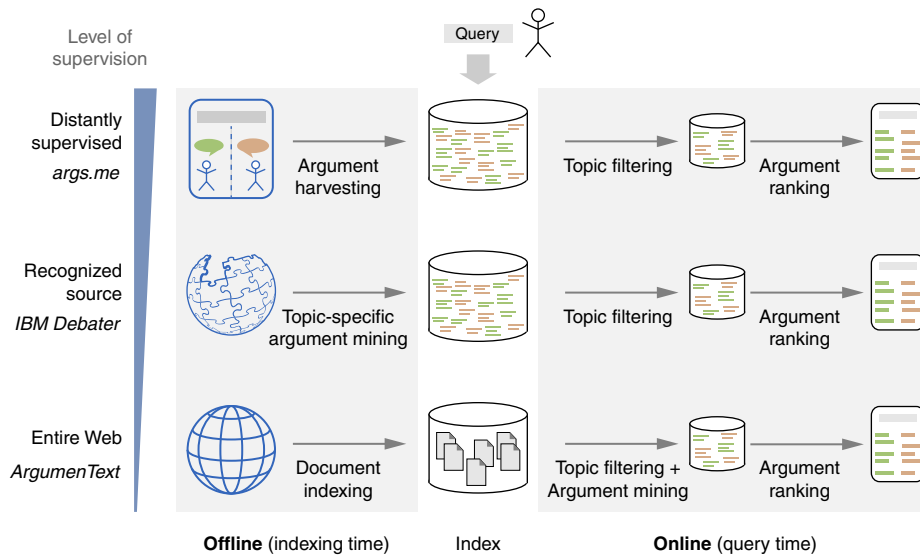 Level of
supervision
Query
Distantly
supervised
args.me
Argument
harvesting
Topic filtering
Argument
ranking
Recognized
source
IBM Debater
Topic-specific
argument mining
Topic filtering
Argument
ranking
Entire Web
ArgumenText
Document
indexing
Topic filtering +
Argument mining
Argument
ranking
Offline (indexing time)
Index
Online (query time)